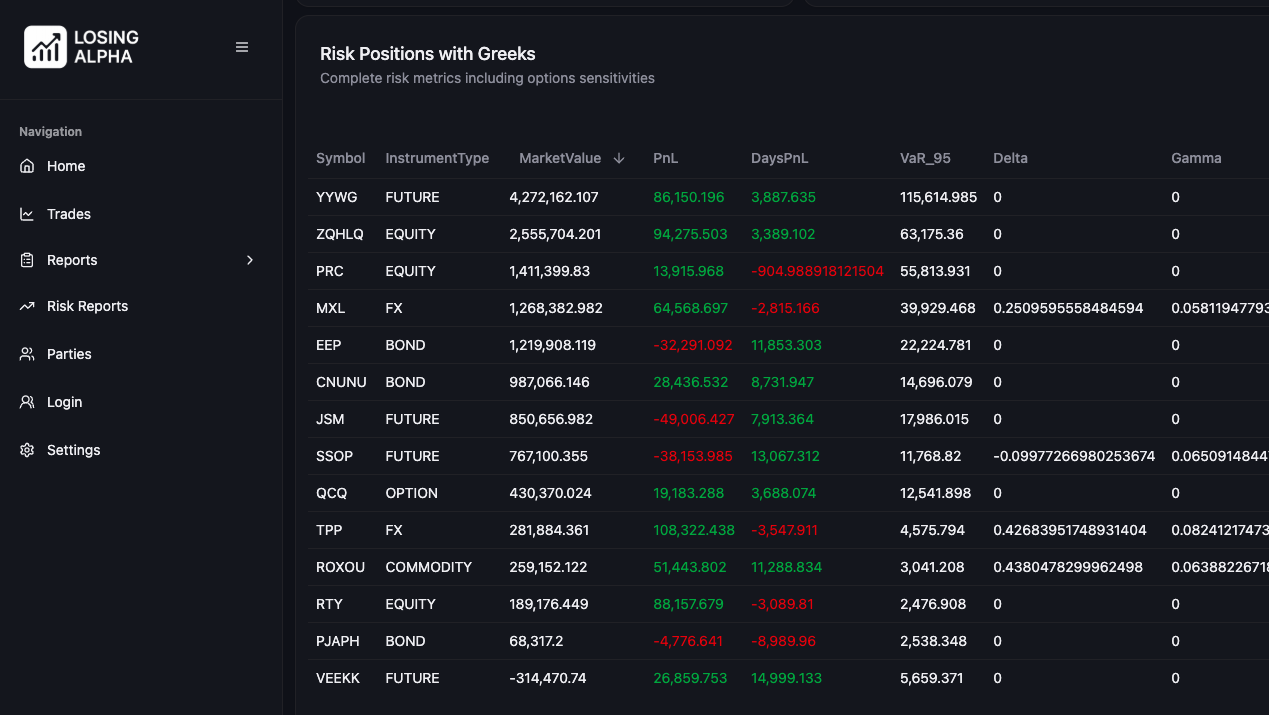 LOSING
ALPHA
Navigation
Home
Trades
Reports
Risk Reports
Parties
Login
Settings
Risk Positions with Greeks
Complete risk metrics including options sensitivities
Symbol InstrumentType MarketValue ↓ PnL DaysPnL VaR_95 Delta Gamma
YYWG FUTURE 4,272,162.107 86,150.196 3,887.635 115,614.985 0 0
ZQHLQ EQUITY 2,555,704.201 94,275.503 3,389.102 63,175.36 0 0
PRC EQUITY 1,411,399.83 13,915.968 -904.988918121504 55,813.931 0 0
MXL FX 1,268,382.982 64,568.697 -2,815.166 39,929.468 0.2509595558484594 0.05811947793
EEP BOND 1,219,908.119 -32,291.092 11,853.303 22,224.781 0 0
CNUNU BOND 987,066.146 28,436.532 8,731.947 14,696.079 0 0
JSM FUTURE 850,656.982 -49,006.427 7,913.364 17,986.015 0 0
SSOP FUTURE 767,100.355 -38,153.985 13,067.312 11,768.82 -0.09977266980253674 0.0650914844
QCQ OPTION 430,370.024 19,183.288 3,688.074 12,541.898 0 0
TPP FX 281,884.361 108,322.438 -3,547.911 4,575.794 0.42683951748931404 0.08241217473
ROXOU COMMODITY 259,152.122 51,443.802 11,288.834 3,041.208 0.4380478299962498 0.0638822671
RTY EQUITY 189,176.449 88,157.679 -3,089.81 2,476.908 0 0
PJAPH BOND 68,317.2 -4,776.641 -8,989.96 2,538.348 0 0
VEEKK FUTURE -314,470.74 26,859.753 14,999.133 5,659.371 0 0